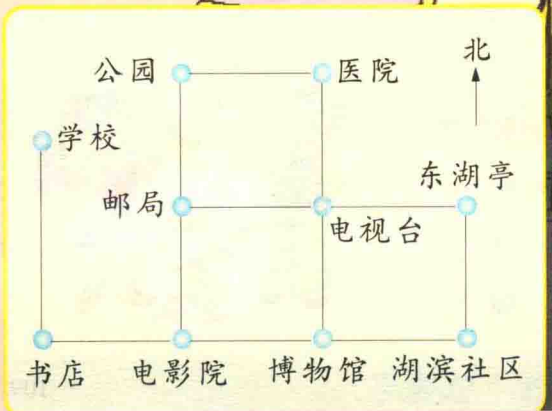 北
公园 医院
学校
东湖亭
邮局
电视台
书店 电影院 博物馆 湖滨社区